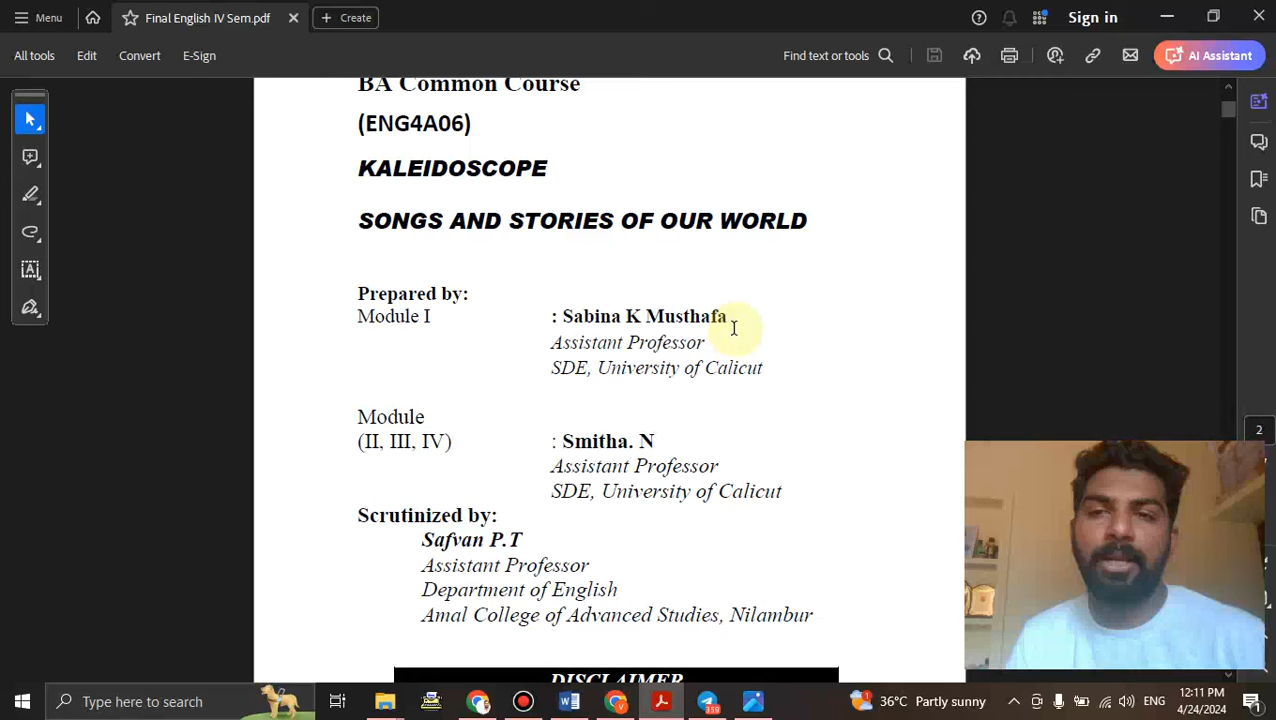 Menu
Final English IV Sem.pdf
Create
Sign in
All tools
Edit
Convert
E-Sign
Find text or tools
AI Assistant
BA Common Course
(ENG4A06)
KALEIDOSCOPE
SONGS AND STORIES OF OUR WORLD
Prepared by:
Module I : Sabina K Musthafa
Assistant Professor
SDE, University of Calicut
Module
(II, III, IV) : Smitha. N
Assistant Professor
SDE, University of Calicut
Scrutinized by:
Safvan P.T
Assistant Professor
Department of English
Amal College of Advanced Studies, Nilambur
DISCLAIMER
2
Type here to search
359
1
36°C Partly sunny
ENG
12:11 PM
4/24/2024
1